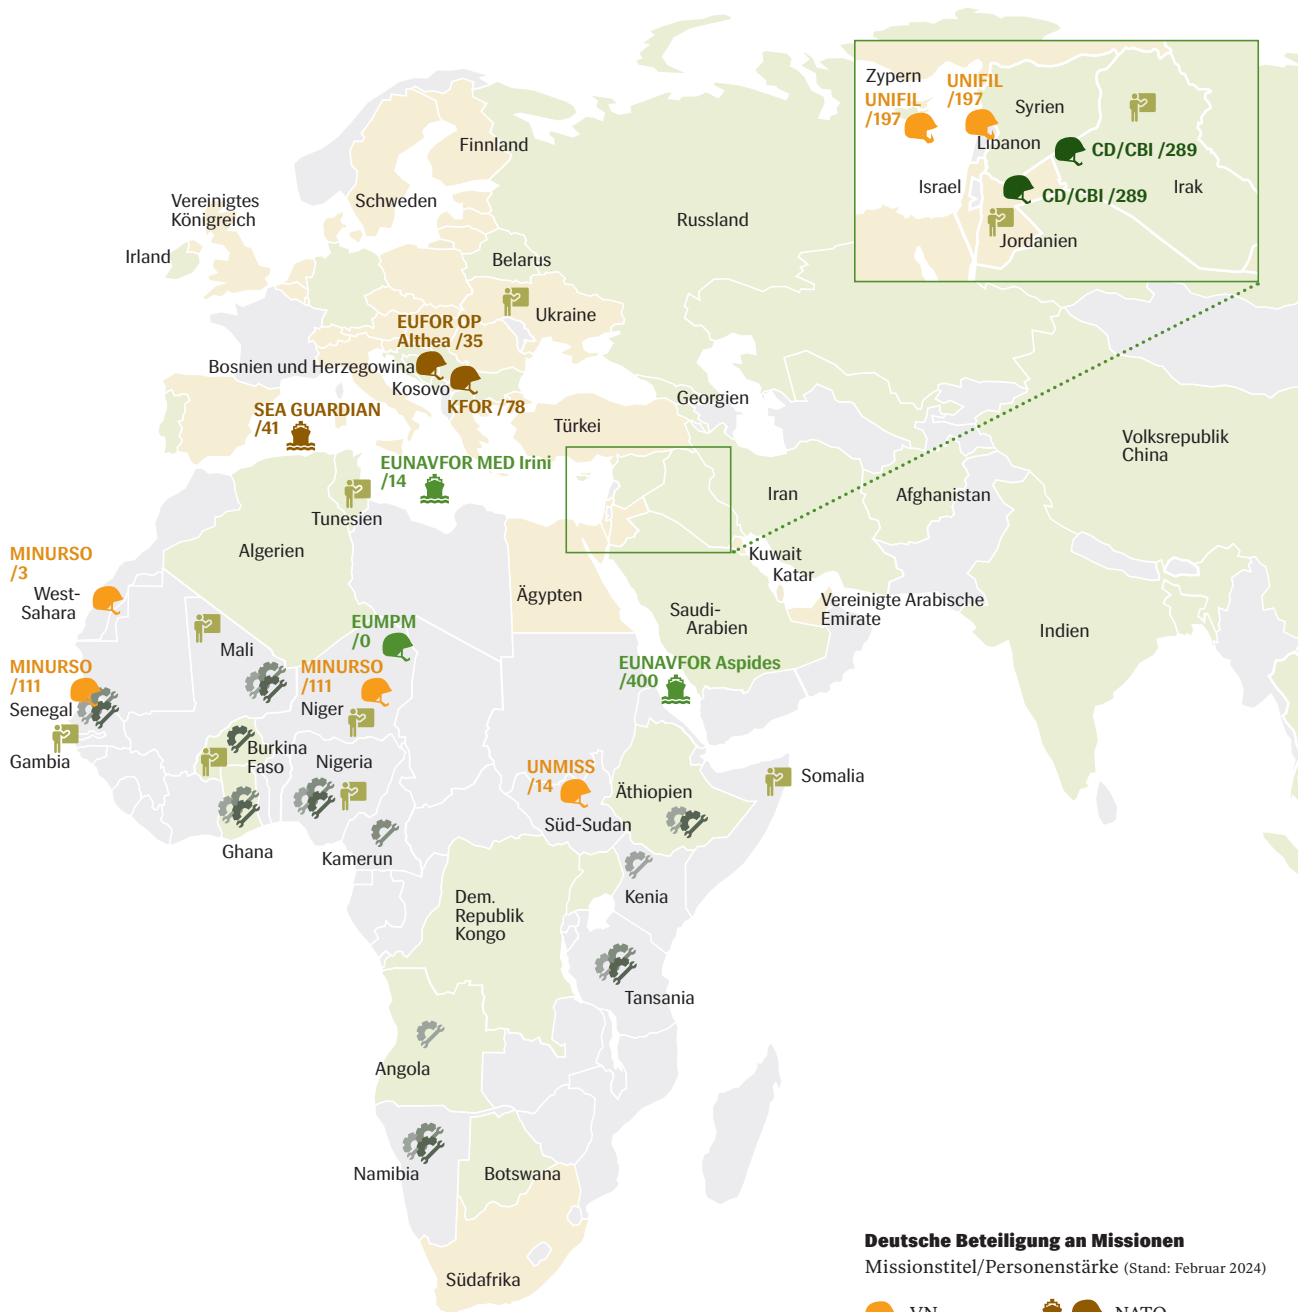 Zypern
UNIFIL
/197
UNIFIL
/197
Syrien
Libanon
CD/CBI /289
Israel
Irak
CD/CBI /289
Jordanien
Finnland
Vereinigtes
Königreich
Schweden
Russland
Irland
Belarus
Ukraine
EUFOR OP
Althea /35
Bosnien und Herzegowina
Kosovo
KFOR /78
Georgien
SEA GUARDIAN
/41
Türkei
Volksrepublik
China
EUNAVFOR MED Irini
/14
Iran
Afghanistan
Tunesien
Algerien
Kuwait
Katar
MINURSO
/3
West-
Sahara
Ägypten
Saudi-
Arabien
Vereinigte Arabische
Emirate
Indien
EUMPM
/0
Mali
MINURSO
/111
Senegal
MINURSO
/111
Niger
EUNAVFOR Aspides
/400
Gambia
Burkina
Faso
Nigeria
UNMISS
/14
Süd-Sudan
Äthiopien
Somalia
Ghana
Kamerun
Kenia
Dem.
Republik
Kongo
Tansania
Angola
Namibia
Botswana
Südafrika
Deutsche Beteiligung an Missionen
Missionstitel/Personenstärke (Stand: Februar 2024)
VN
NATO